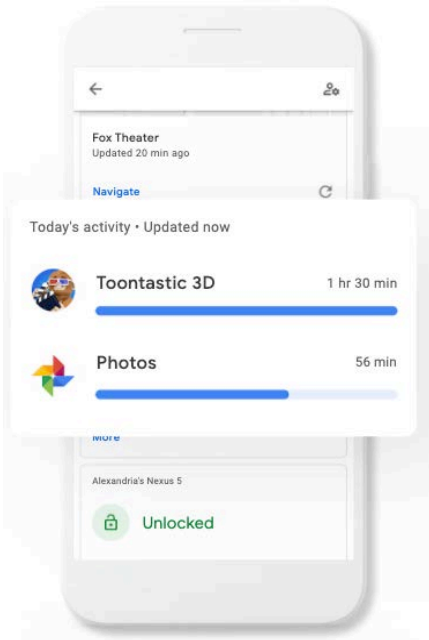 Fox Theater
Updated 20 min ago
Navigate
Today's activity • Updated now
Toontastic 3D
1 hr 30 min
Photos
56 min
More
Alexandria's Nexus 5
Unlocked